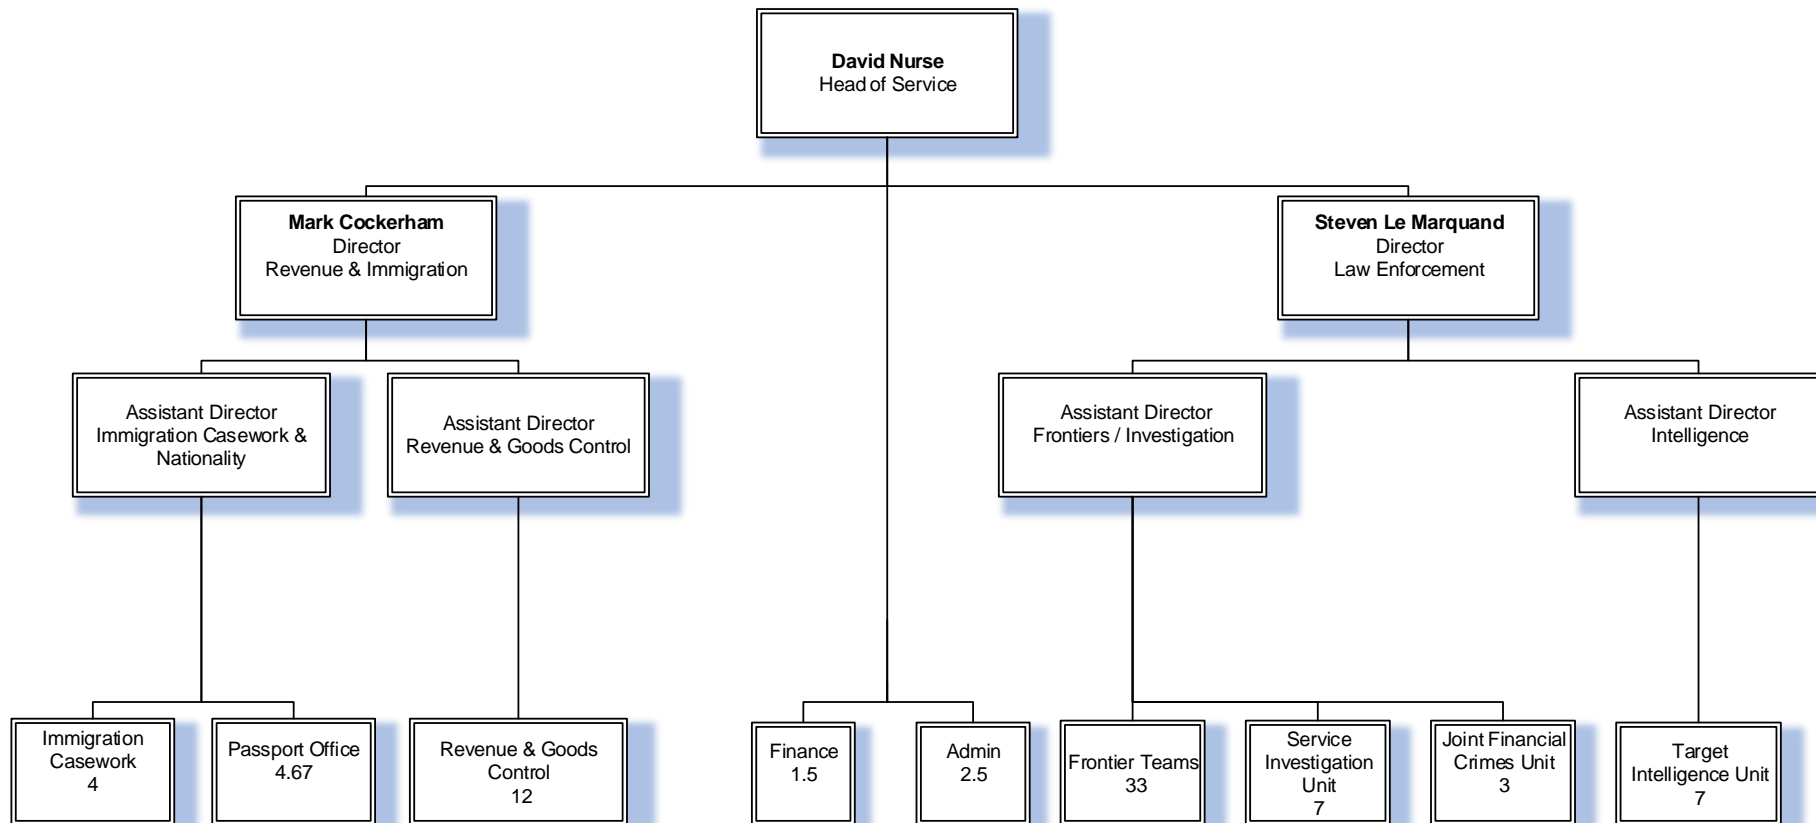 David Nurse
Head of Service
Mark Cockerham
Director
Revenue & Immigration
Steven Le Marquand
Director
Law Enforcement
Assistant Director
Immigration Casework &
Nationality
Assistant Director
Revenue & Goods Control
Assistant Director
Frontiers / Investigation
Assistant Director
Intelligence
Immigration
Casework
4
Passport Office
4.67
Revenue & Goods
Control
12
Finance
1.5
Admin
2.5
Frontier Teams
33
Service
Investigation
Unit
7
Joint Financial
Crimes Unit
3
Target
Intelligence Unit
7